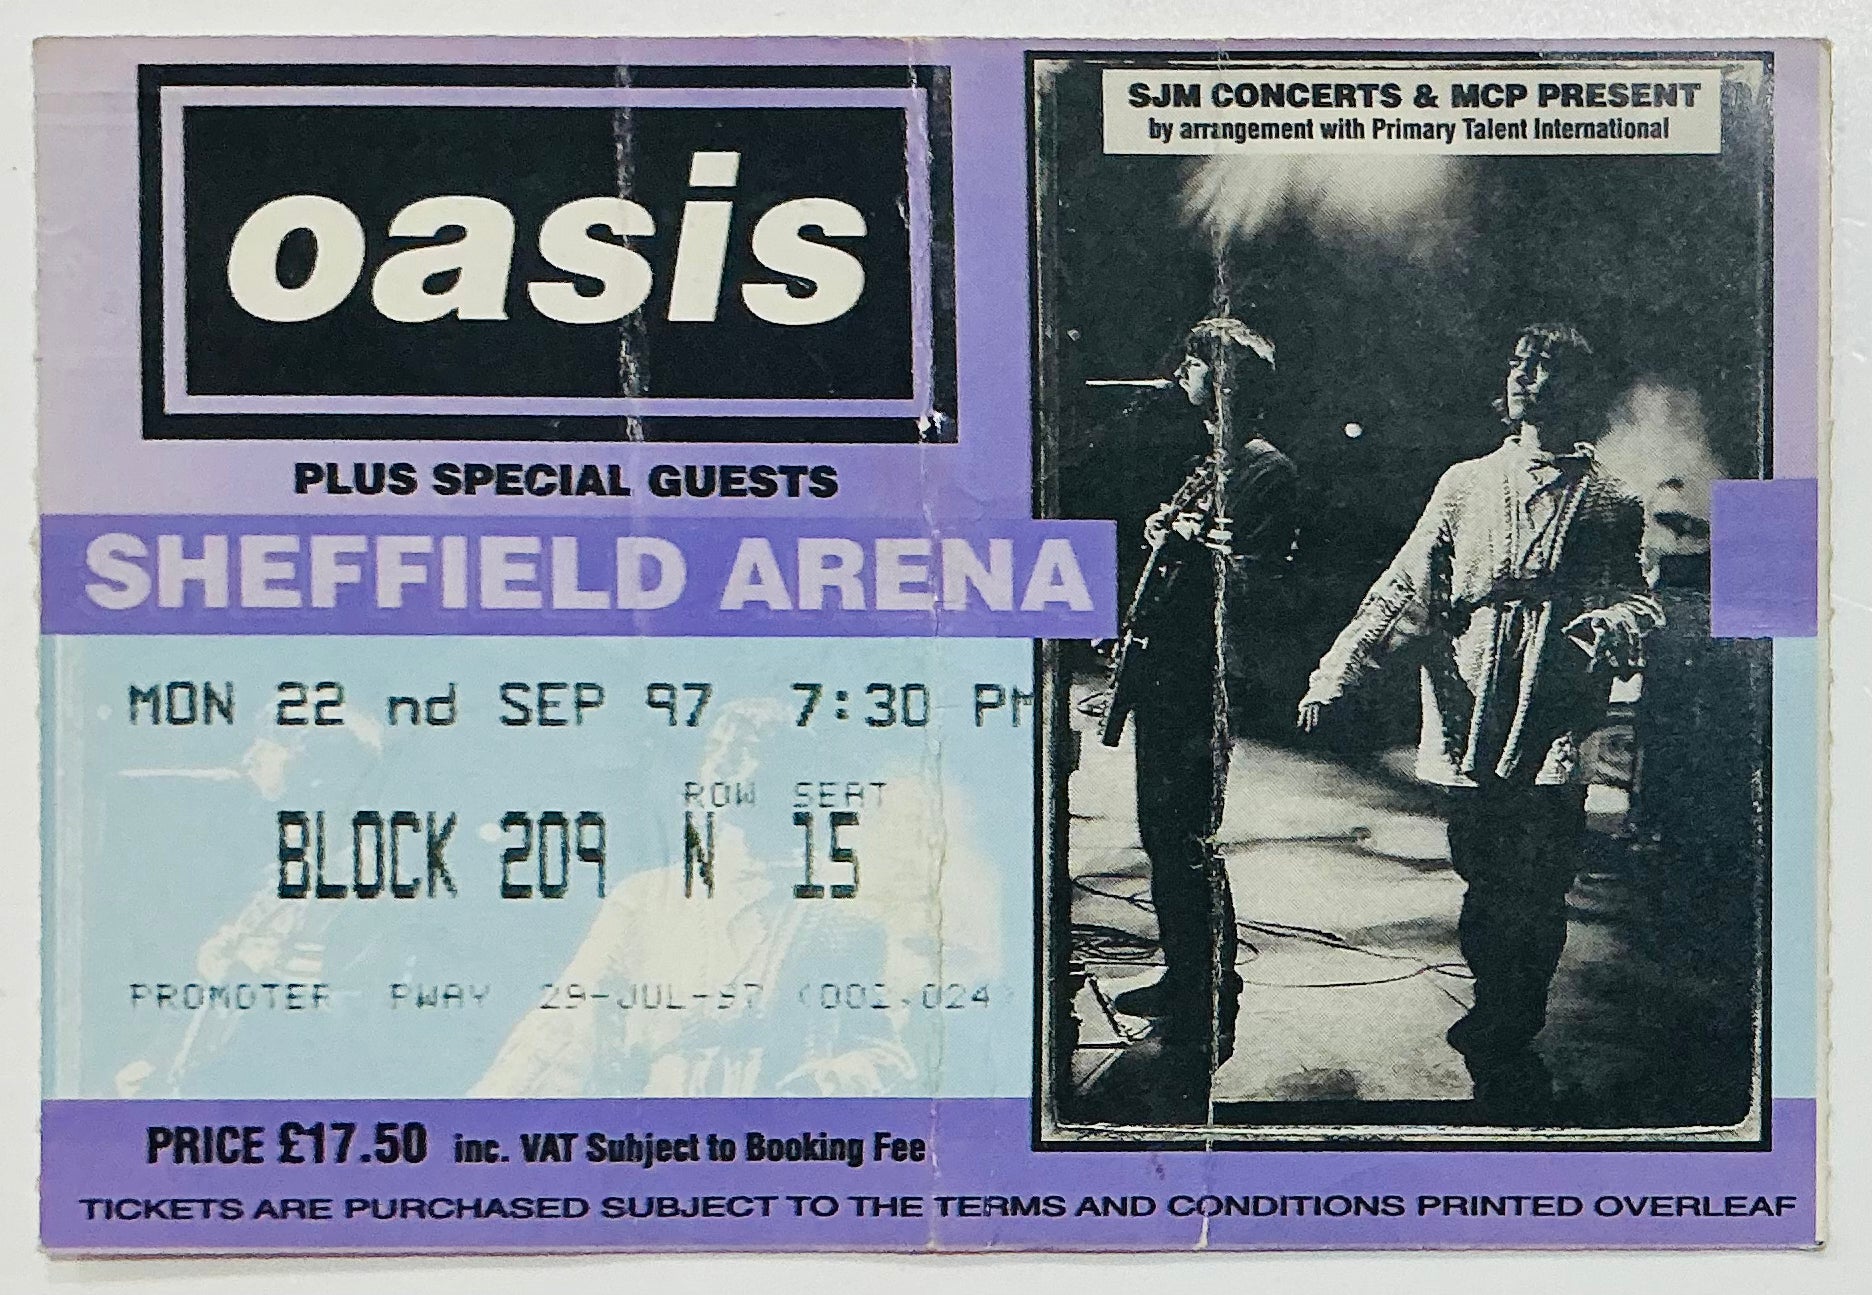 oasis
PLUS SPECIAL GUESTS
SHEFFIELD ARENA
MON 22 nd SEP 97 7:30 PM
ROW SEAT
BLOCK 209 N 15
PROMOTER PWAY 29-JUL-97
PRICE £17.50 inc. VAT Subject to Booking Fee
TICKETS ARE PURCHASED SUBJECT TO THE TERMS AND CONDITIONS PRINTED OVERLEAF
SJM CONCERTS & MCP PRESENT
by arrangement with Primary Talent International